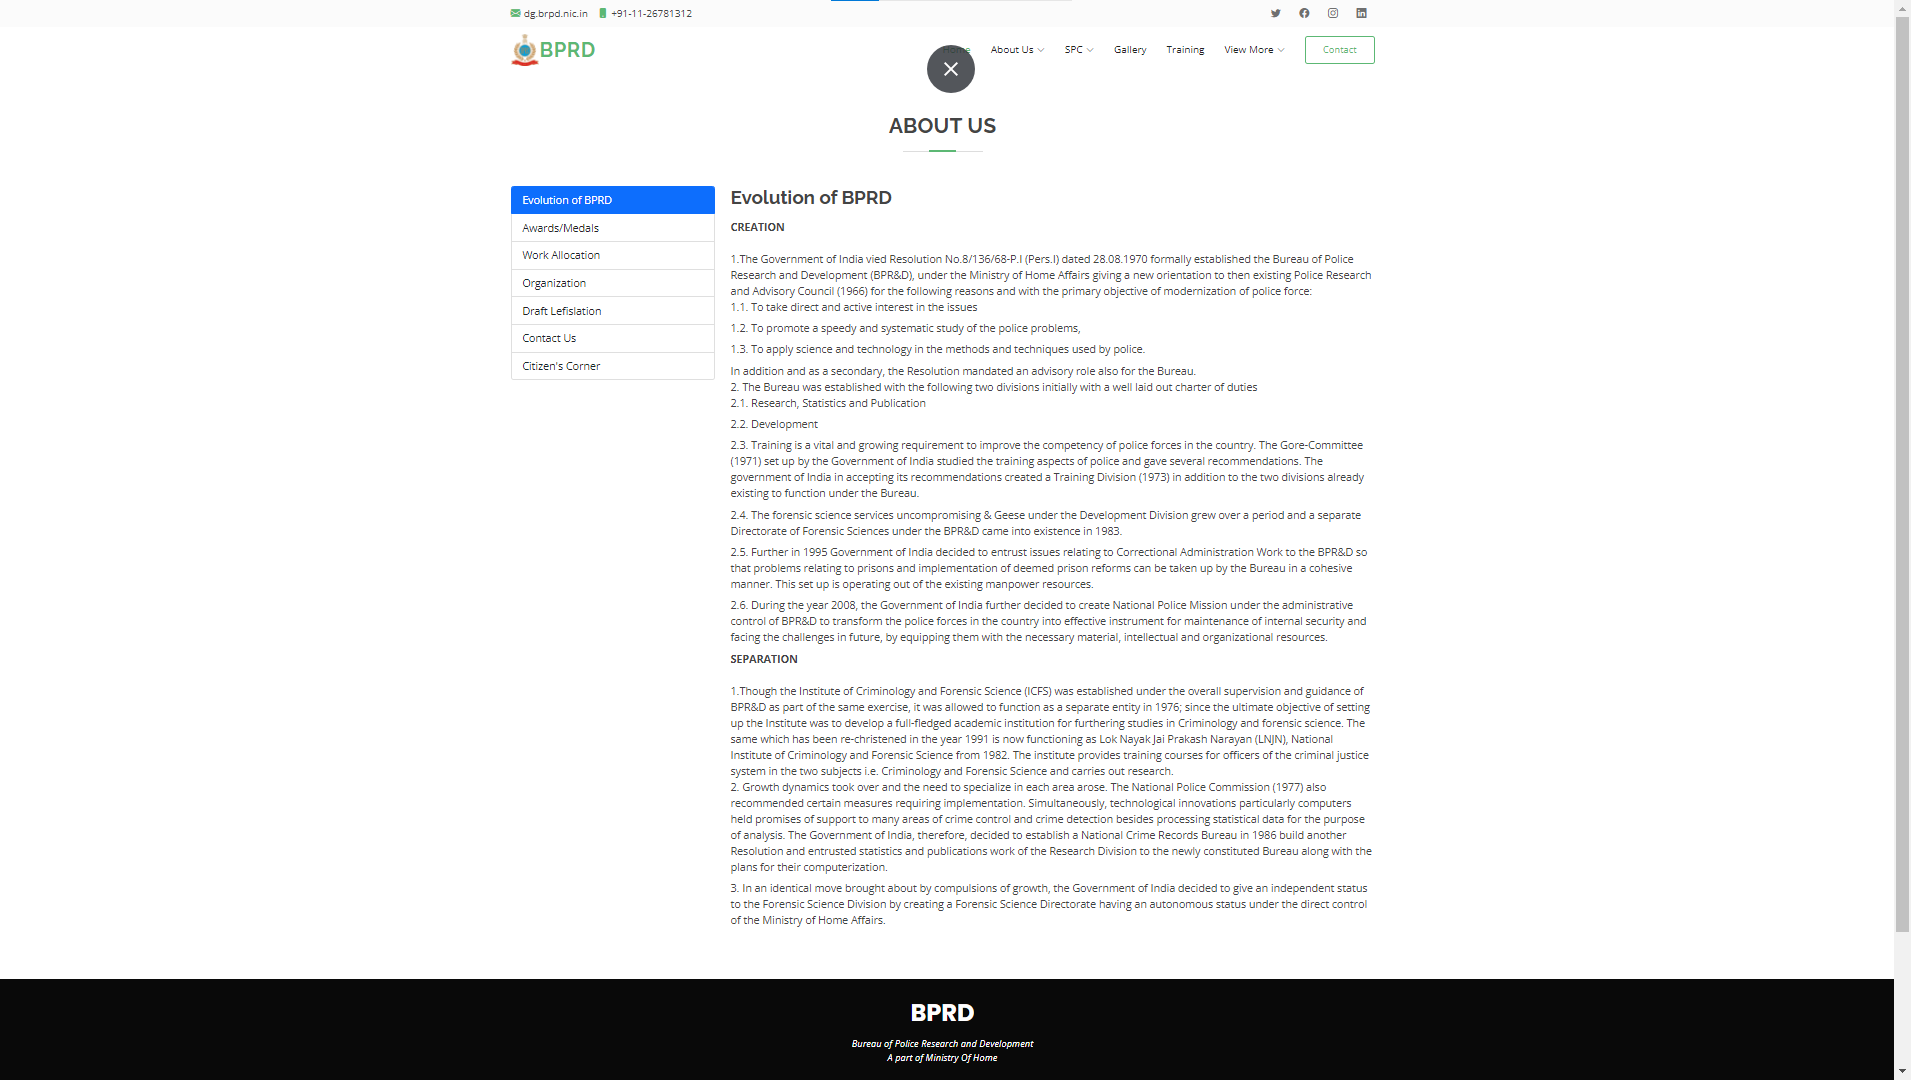 dg.brpd.nic.in +91-11-26781312
BPRD
Home About Us SPC Gallery Training View More Contact
ABOUT US
Evolution of BPRD
Awards/Medals
Work Allocation
Organization
Draft Lefislation
Contact Us
Citizen's Corner
Evolution of BPRD
CREATION
1.The Government of India vied Resolution No.8/136/68-P.I (Pers.I) dated 28.08.1970 formally established the Bureau of Police
Research and Development (BPR&D), under the Ministry of Home Affairs giving a new orientation to then existing Police Research
and Advisory Council (1966) for the following reasons and with the primary objective of modernization of police force:
1.1. To take direct and active interest in the issues
1.2. To promote a speedy and systematic study of the police problems,
1.3. To apply science and technology in the methods and techniques used by police.
In addition and as a secondary, the Resolution mandated an advisory role also for the Bureau.
2. The Bureau was established with the following two divisions initially with a well laid out charter of duties
2.1. Research, Statistics and Publication
2.2. Development
2.3. Training is a vital and growing requirement to improve the competency of police forces in the country. The Gore-Committee
(1971) set up by the Government of India studied the training aspects of police and gave several recommendations. The
government of India in accepting its recommendations created a Training Division (1973) in addition to the two divisions already
existing to function under the Bureau.
2.4. The forensic science services uncompromising & Geese under the Development Division grew over a period and a separate
Directorate of Forensic Sciences under the BPR&D came into existence in 1983.
2.5. Further in 1995 Government of India decided to entrust issues relating to Correctional Administration Work to the BPR&D so
that problems relating to prisons and implementation of deemed prison reforms can be taken up by the Bureau in a cohesive
manner. This set up is operating out of the existing manpower resources.
2.6. During the year 2008, the Government of India further decided to create National Police Mission under the administrative
control of BPR&D to transform the police forces in the country into effective instrument for maintenance of internal security and
facing the challenges in future, by equipping them with the necessary material, intellectual and organizational resources.
SEPARATION
1.Though the Institute of Criminology and Forensic Science (ICFS) was established under the overall supervision and guidance of
BPR&D as part of the same exercise, it was allowed to function as a separate entity in 1976; since the ultimate objective of setting
up the Institute was to develop a full-fledged academic institution for furthering studies in Criminology and forensic science. The
same which has been re-christened in the year 1991 is now functioning as Lok Nayak Jai Prakash Narayan (LNJN), National
Institute of Criminology and Forensic Science from 1982. The institute provides training courses for officers of the criminal justice
system in the two subjects i.e. Criminology and Forensic Science and carries out research.
2. Growth dynamics took over and the need to specialize in each area arose. The National Police Commission (1977) also
recommended certain measures requiring implementation. Simultaneously, technological innovations particularly computers
held promises of support to many areas of crime control and crime detection besides processing statistical data for the purpose
of analysis. The Government of India, therefore, decided to establish a National Crime Records Bureau in 1986 build another
Resolution and entrusted statistics and publications work of the Research Division to the newly constituted Bureau along with the
plans for their computerization.
3. In an identical move brought about by compulsions of growth, the Government of India decided to give an independent status
to the Forensic Science Division by creating a Forensic Science Directorate having an autonomous status under the direct control
of the Ministry of Home Affairs.
BPRD
Bureau of Police Research and Development
A part of Ministry Of Home